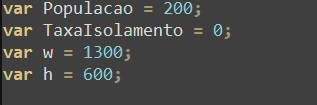 var Populacao = 200;
var TaxaIsolamento = 0;
var w = 1300;
var h = 600;